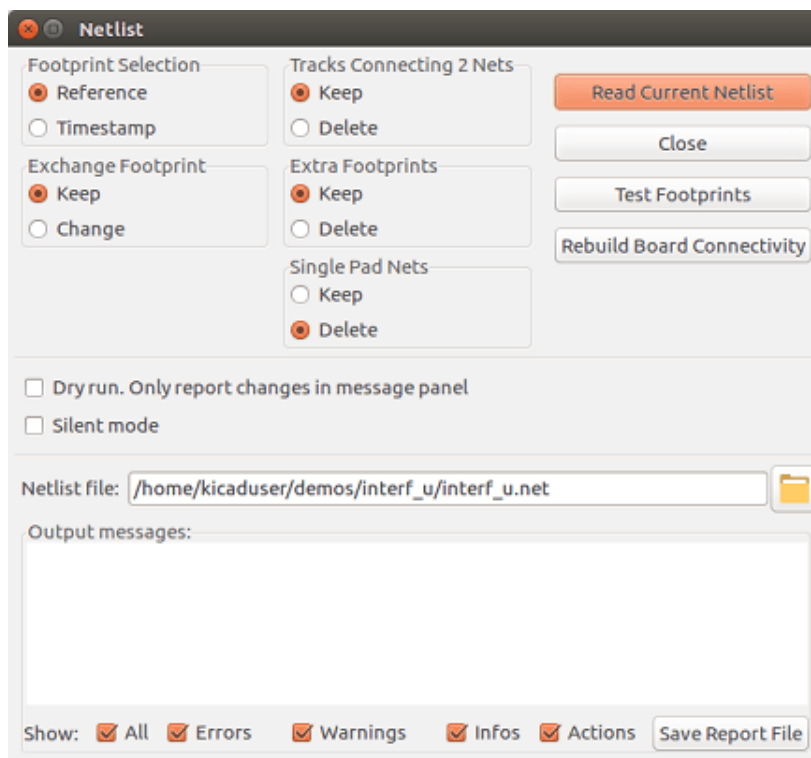 Netlist
Footprint Selection
Reference
Timestamp
Exchange Footprint
Keep
Change
Tracks Connecting 2 Nets
Keep
Delete
Extra Footprints
Keep
Delete
Single Pad Nets
Keep
Delete
Read Current Netlist
Close
Test Footprints
Rebuild Board Connectivity
Dry run. Only report changes in message panel
Silent mode
Netlist file: /home/kicaduser/demos/interf_u/interf_u.net
Output messages:
Show: All Errors Warnings Infos Actions Save Report File